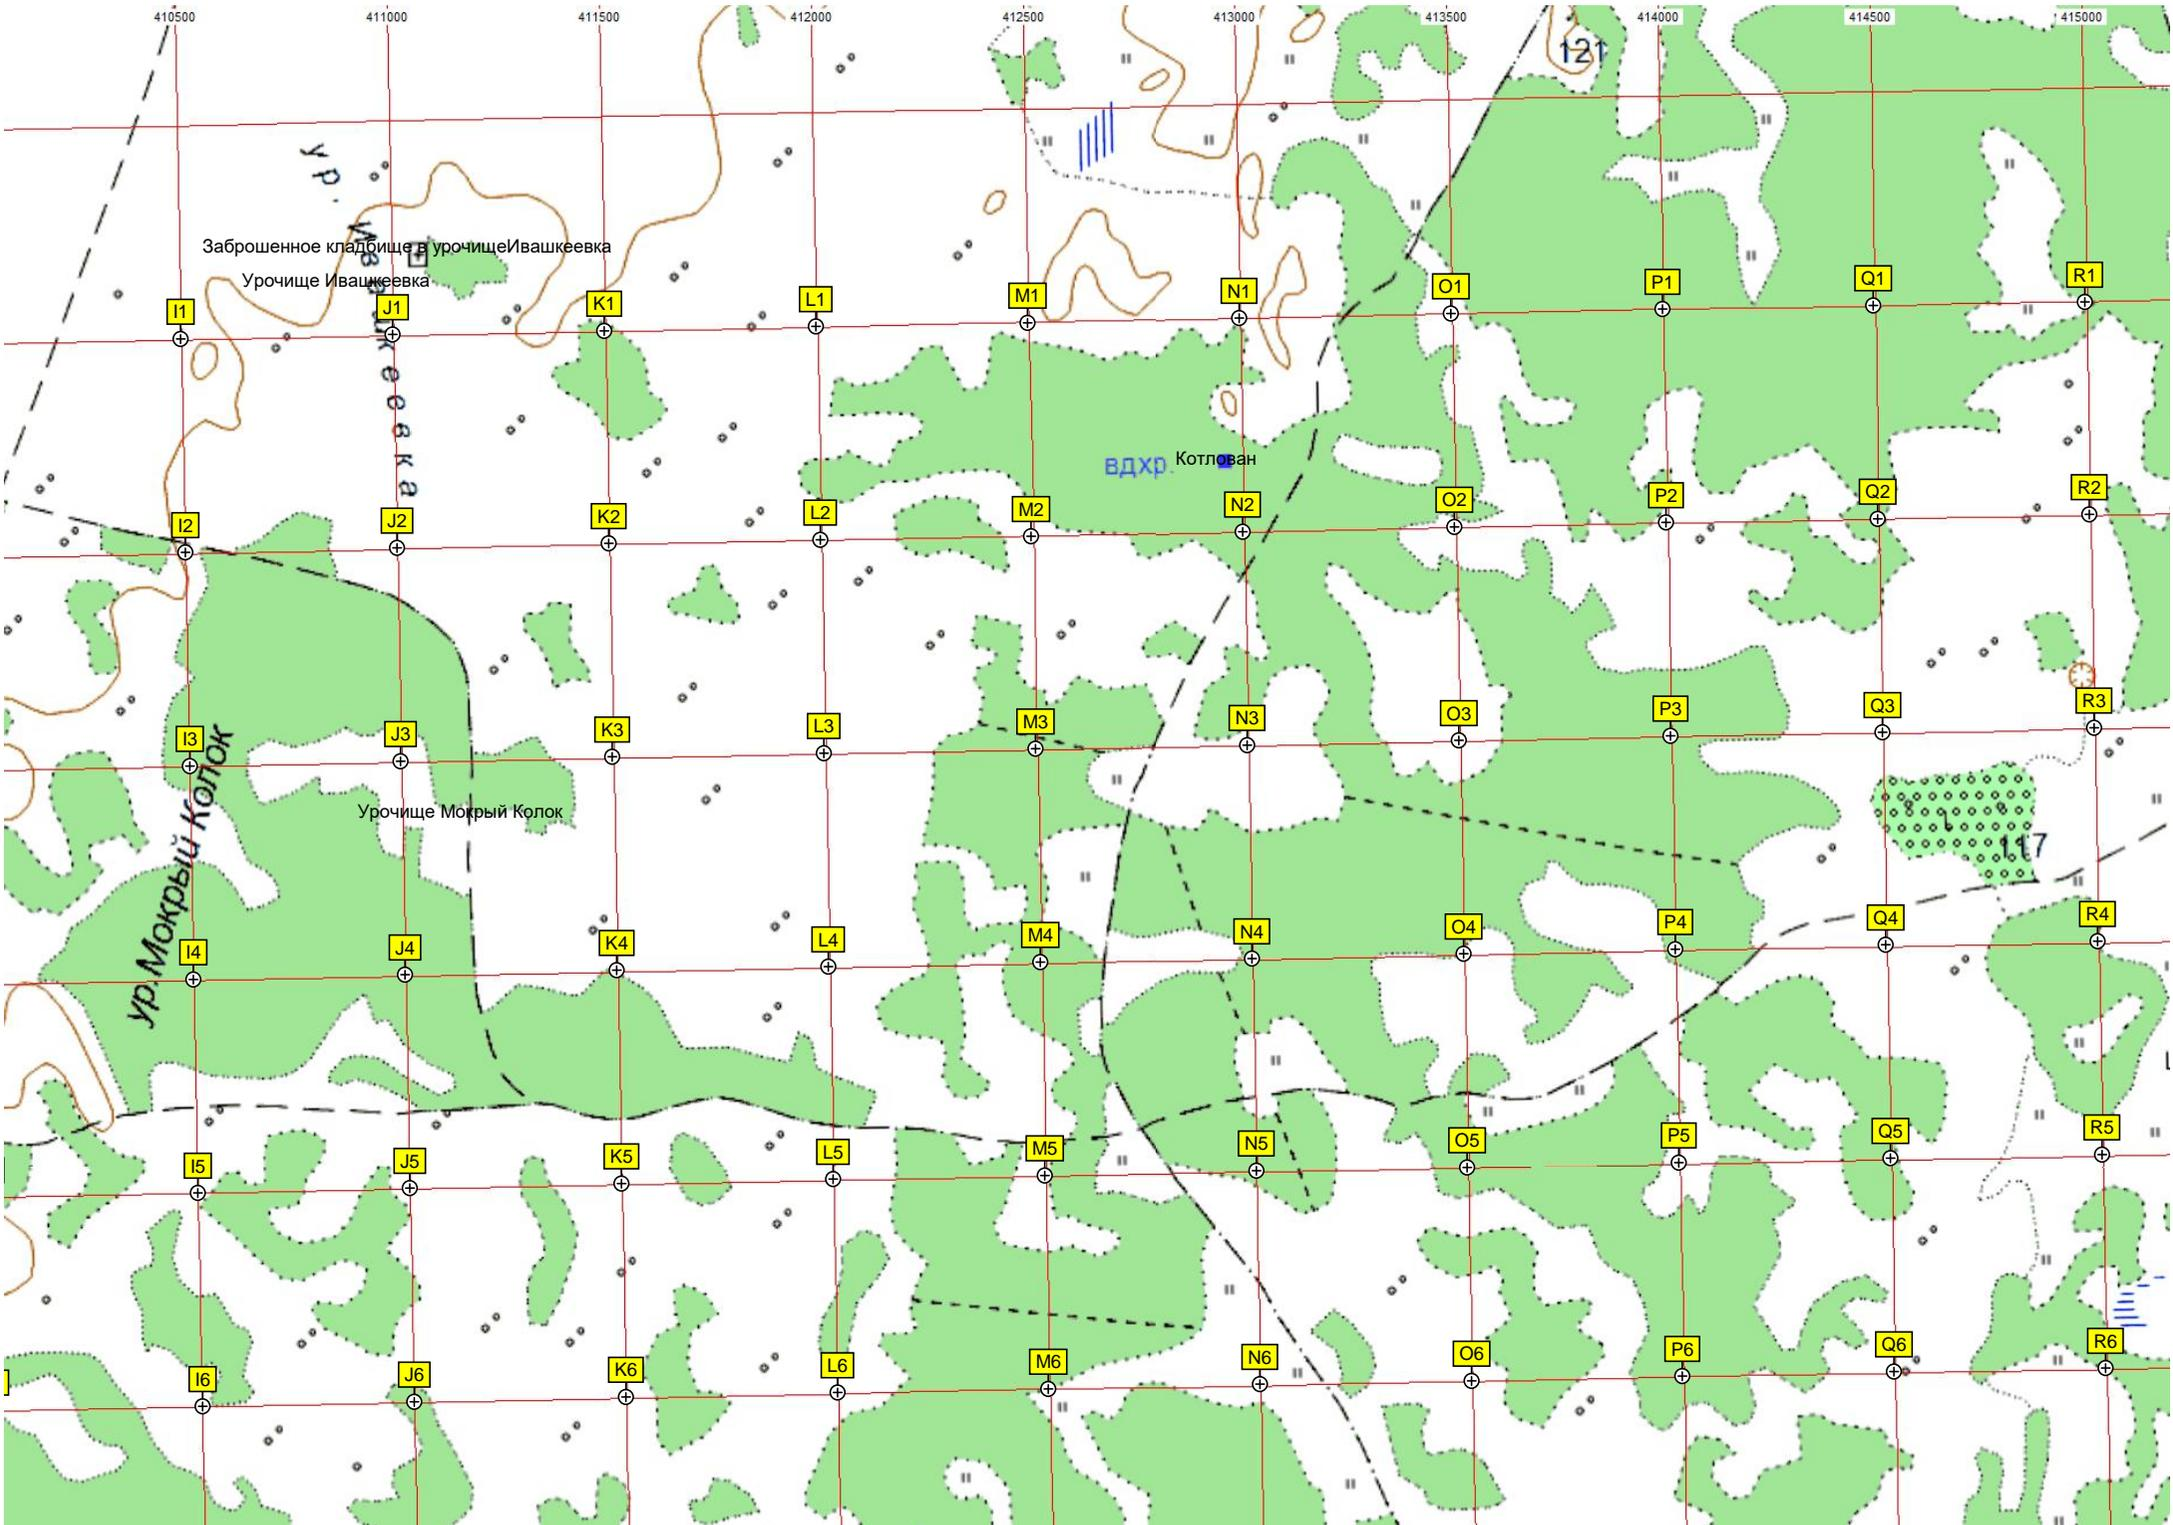 410500 411000 411500 412000 412500 413000 413500 414000 414500 415000
121
ур. Ивашкеевка
Заброшенное кладбище в урочищеИвашкеевка
Урочище Ивашкеевка
I1 J1 K1 L1 M1 N1 O1 P1 Q1 R1
вдхр. Котлован
I2 J2 K2 L2 M2 N2 O2 P2 Q2 R2
I3 J3 K3 L3 M3 N3 O3 P3 Q3 R3
Урочище Мокрый Колок
ур.Мокрый Колок
117
I4 J4 K4 L4 M4 N4 O4 P4 Q4 R4
I5 J5 K5 L5 M5 N5 O5 P5 Q5 R5
I6 J6 K6 L6 M6 N6 O6 P6 Q6 R6